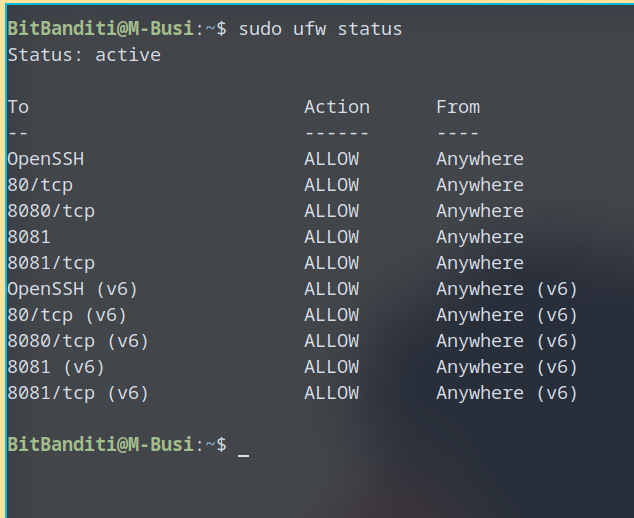 BitBanditi@M-Busi:~$ sudo ufw status
Status: active

To                         Action      From
--                         ------      ----
OpenSSH                    ALLOW       Anywhere
80/tcp                     ALLOW       Anywhere
8080/tcp                   ALLOW       Anywhere
8081                       ALLOW       Anywhere
8081/tcp                   ALLOW       Anywhere
OpenSSH (v6)               ALLOW       Anywhere (v6)
80/tcp (v6)                ALLOW       Anywhere (v6)
8080/tcp (v6)              ALLOW       Anywhere (v6)
8081 (v6)                  ALLOW       Anywhere (v6)
8081/tcp (v6)              ALLOW       Anywhere (v6)

BitBanditi@M-Busi:~$ _